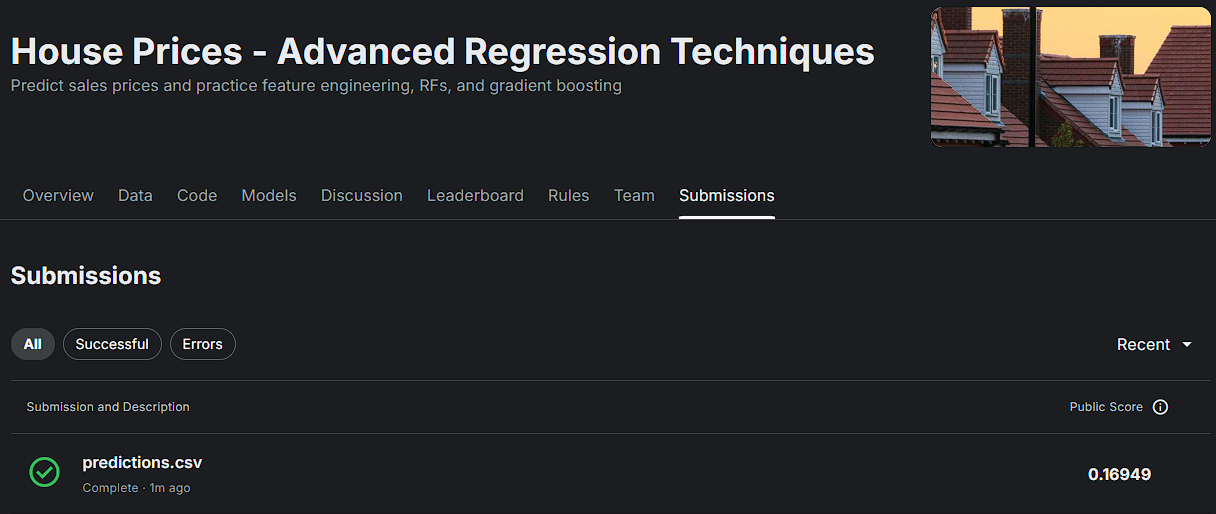 House Prices - Advanced Regression Techniques
Predict sales prices and practice feature engineering, RFs, and gradient boosting
Overview Data Code Models Discussion Leaderboard Rules Team Submissions
Submissions
All Successful Errors Recent
Submission and Description Public Score
predictions.csv
Complete · 1m ago
0.16949